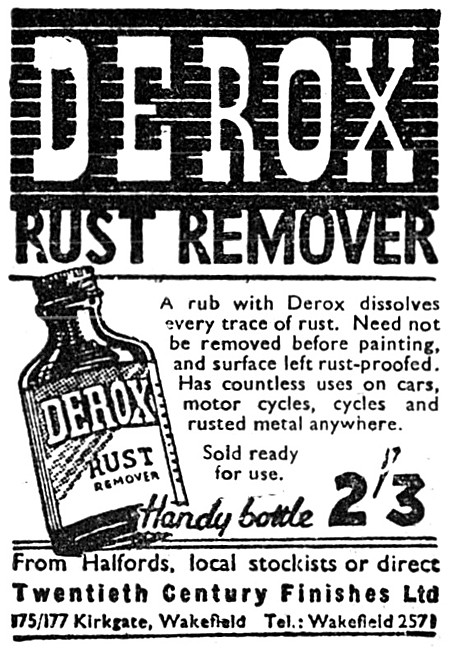 DEROX
RUST REMOVER
A rub with Derox dissolves
every trace of rust. Need not
be removed before painting,
and surface left rust-proofed.
Has countless uses on cars,
motor cycles, cycles and
rusted metal anywhere.
Sold ready
for use.
DEROX
RUST
REMOVER
Handy bottle 2/3
From Halfords, local stockists or direct
Twentieth Century Finishes Ltd
175/177 Kirkgate, Wakefield Tel.: Wakefield 2571